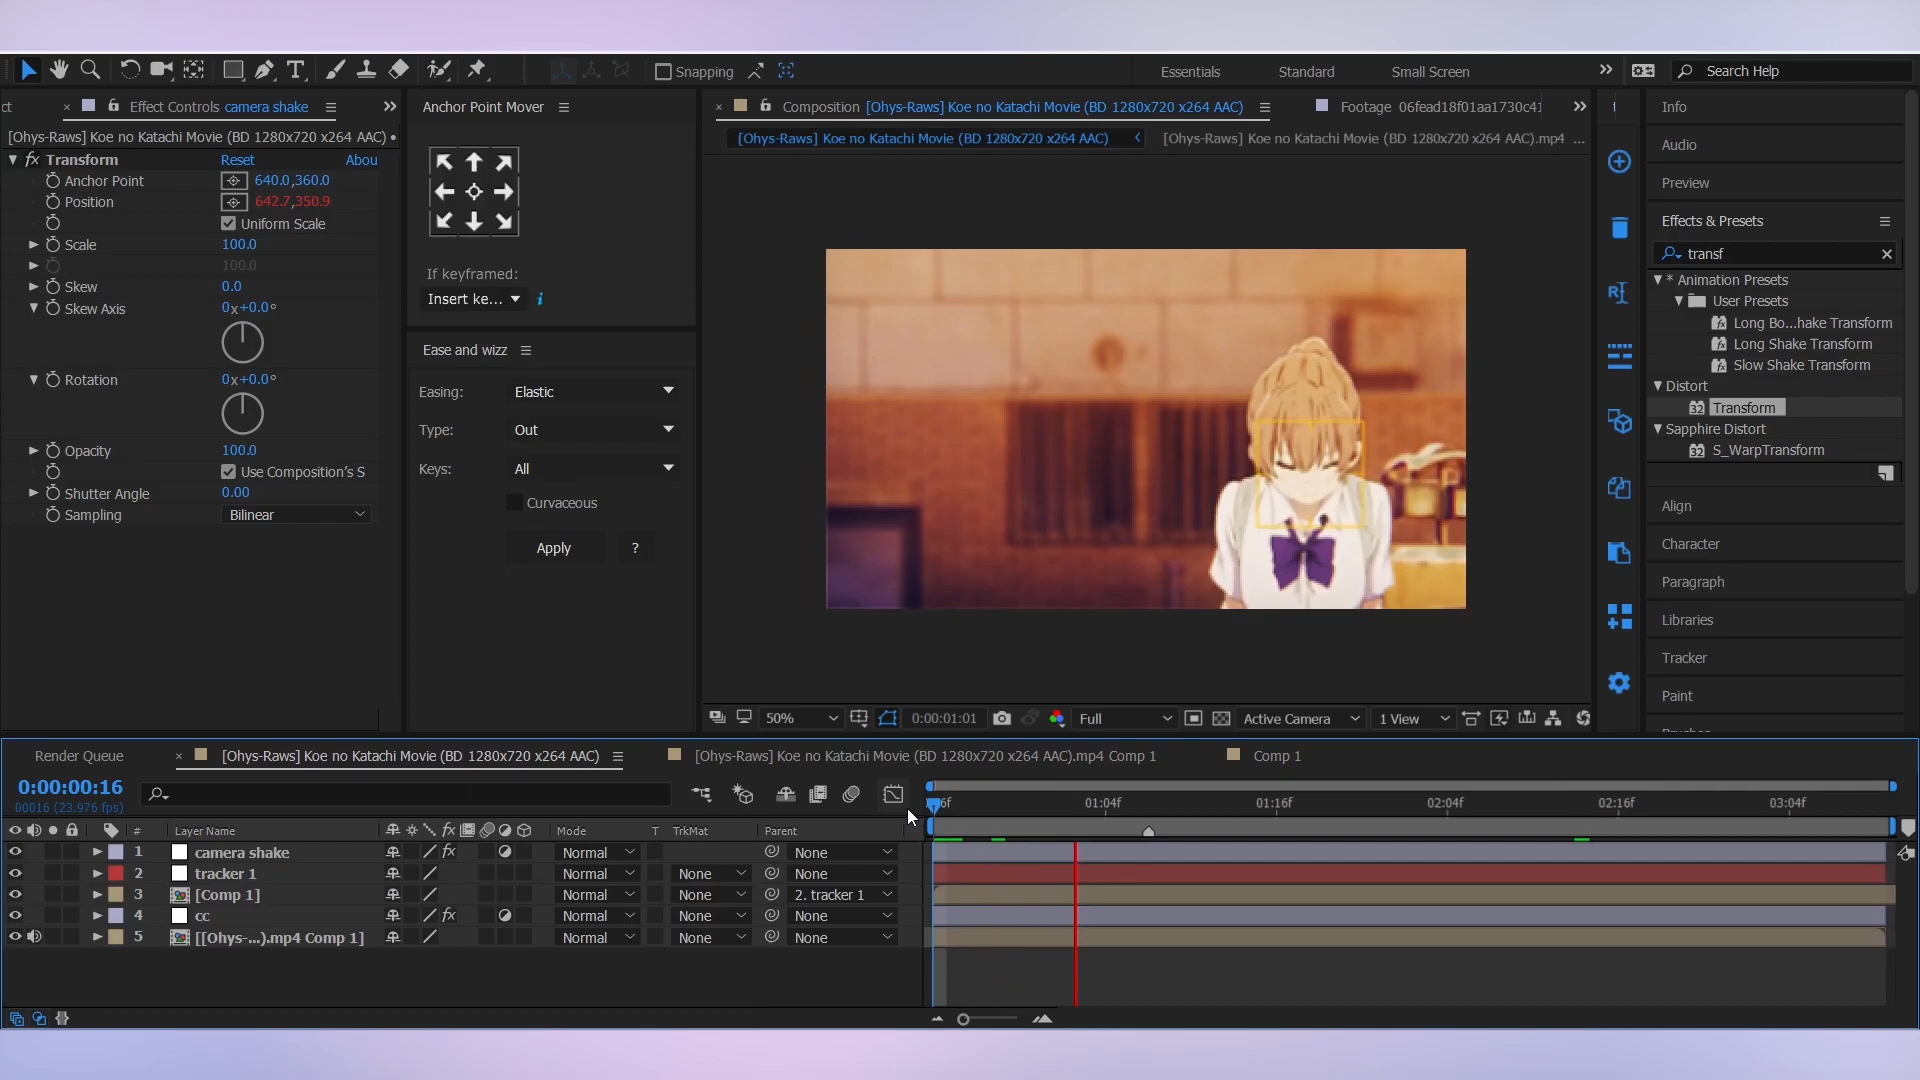 Snapping
Essentials
Standard
Small Screen
Search Help
ct
Effect Controls camera shake
Anchor Point Mover
Composition [Ohys-Raws] Koe no Katachi Movie (BD 1280x720 x264 AAC)
Footage 06fead18f01aa1730c41
Info
[Ohys-Raws] Koe no Katachi Movie (BD 1280x720 x264 AAC) •
[Ohys-Raws] Koe no Katachi Movie (BD 1280x720 x264 AAC)
[Ohys-Raws] Koe no Katachi Movie (BD 1280x720 x264 AAC).mp4 ...
Audio
fx Transform
Reset
Abou
Anchor Point
640.0,360.0
Position
642.7,350.9
Uniform Scale
Scale
100.0
100.0
Skew
0.0
Skew Axis
0x+0.0°
Rotation
0x+0.0°
Opacity
100.0
Use Composition's S
Shutter Angle
0.00
Sampling
Bilinear
If keyframed:
Insert ke...
i
Ease and wizz
Easing:
Elastic
Type:
Out
Keys:
All
Curvaceous
Apply
?
Preview
Effects & Presets
transf
* Animation Presets
User Presets
Long Bo...hake Transform
Long Shake Transform
Slow Shake Transform
Distort
32 Transform
Sapphire Distort
32 S_WarpTransform
Align
Character
Paragraph
Libraries
Tracker
Paint
50%
0:00:01:01
Full
Active Camera
1 View
Render Queue
[Ohys-Raws] Koe no Katachi Movie (BD 1280x720 x264 AAC)
[Ohys-Raws] Koe no Katachi Movie (BD 1280x720 x264 AAC).mp4 Comp 1
Comp 1
0:00:00:16
00016 (23.976 fps)
01:04f
01:16f
02:04f
02:16f
03:04f
#
Layer Name
fx
Mode
T
TrkMat
Parent
1
camera shake
fx
Normal
None
2
tracker 1
Normal
None
None
3
[Comp 1]
Normal
None
2. tracker 1
4
cc
fx
Normal
None
None
5
[[Ohys-...).mp4 Comp 1]
Normal
None
None